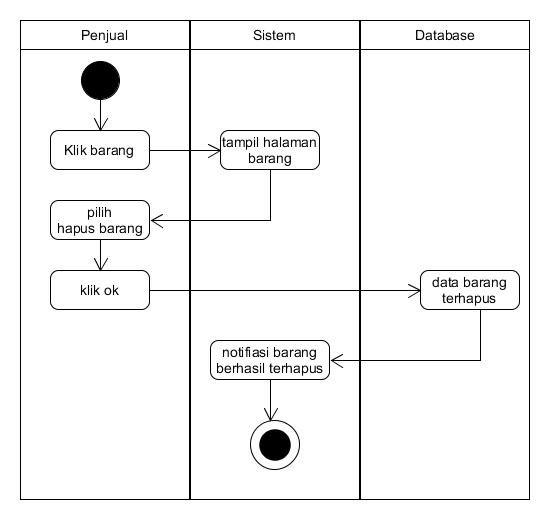 Penjual
Sistem
Database
Klik barang
tampil halaman
barang
pilih
hapus barang
klik ok
data barang
terhapus
notifiasi barang
berhasil terhapus